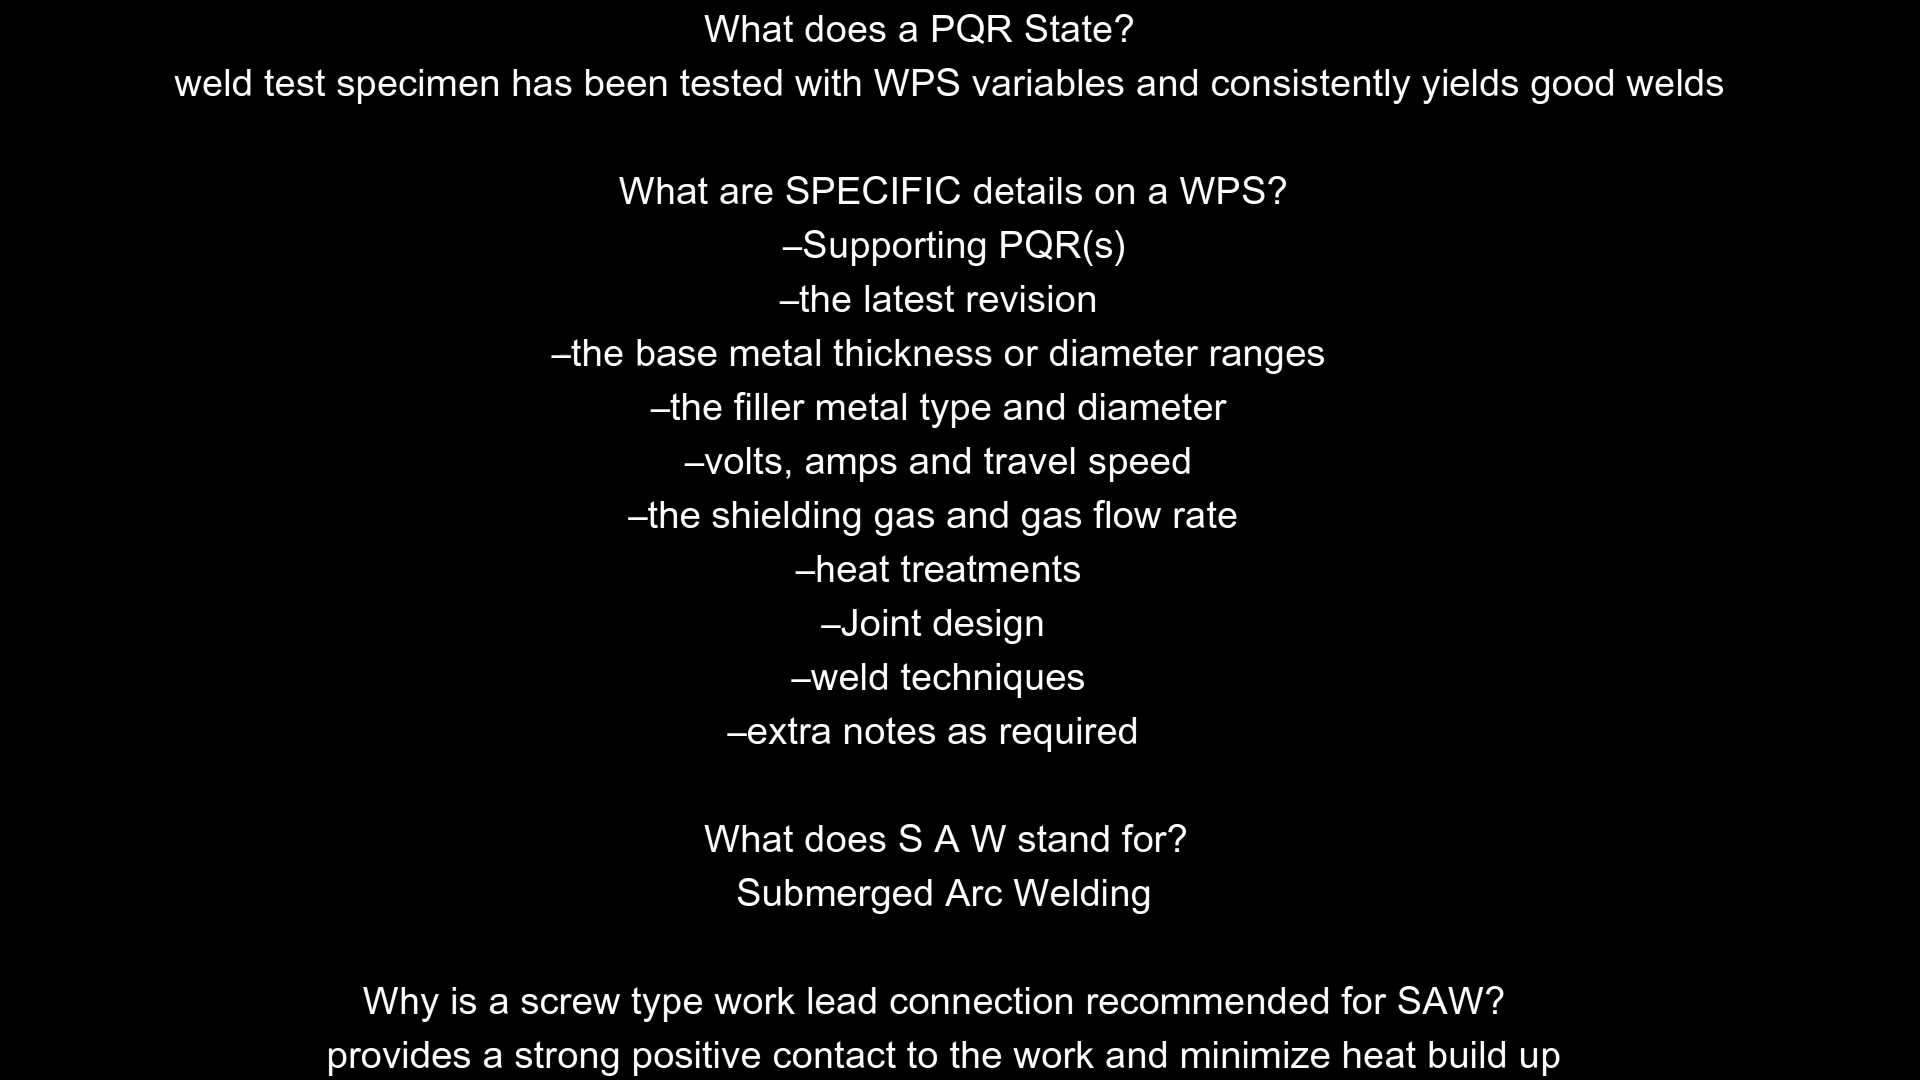 What does a PQR State?
weld test specimen has been tested with WPS variables and consistently yields good welds
What are SPECIFIC details on a WPS?
–Supporting PQR(s)
–the latest revision
–the base metal thickness or diameter ranges
–the filler metal type and diameter
–volts, amps and travel speed
–the shielding gas and gas flow rate
–heat treatments
–Joint design
–weld techniques
–extra notes as required
What does S A W stand for?
Submerged Arc Welding
Why is a screw type work lead connection recommended for SAW?
provides a strong positive contact to the work and minimize heat build up